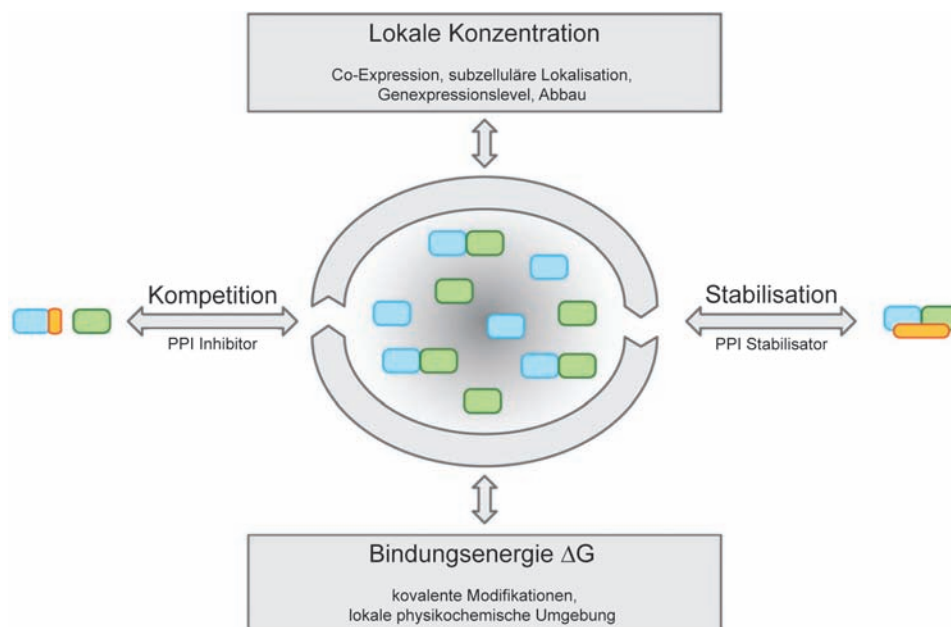 Lokale Konzentration
Co-Expression, subzelluläre Lokalisation,
Genexpressionslevel, Abbau
Kompetition
PPI Inhibitor
Stabilisation
PPI Stabilisator
Bindungsenergie ΔG
kovalente Modifikationen,
lokale physikochemische Umgebung